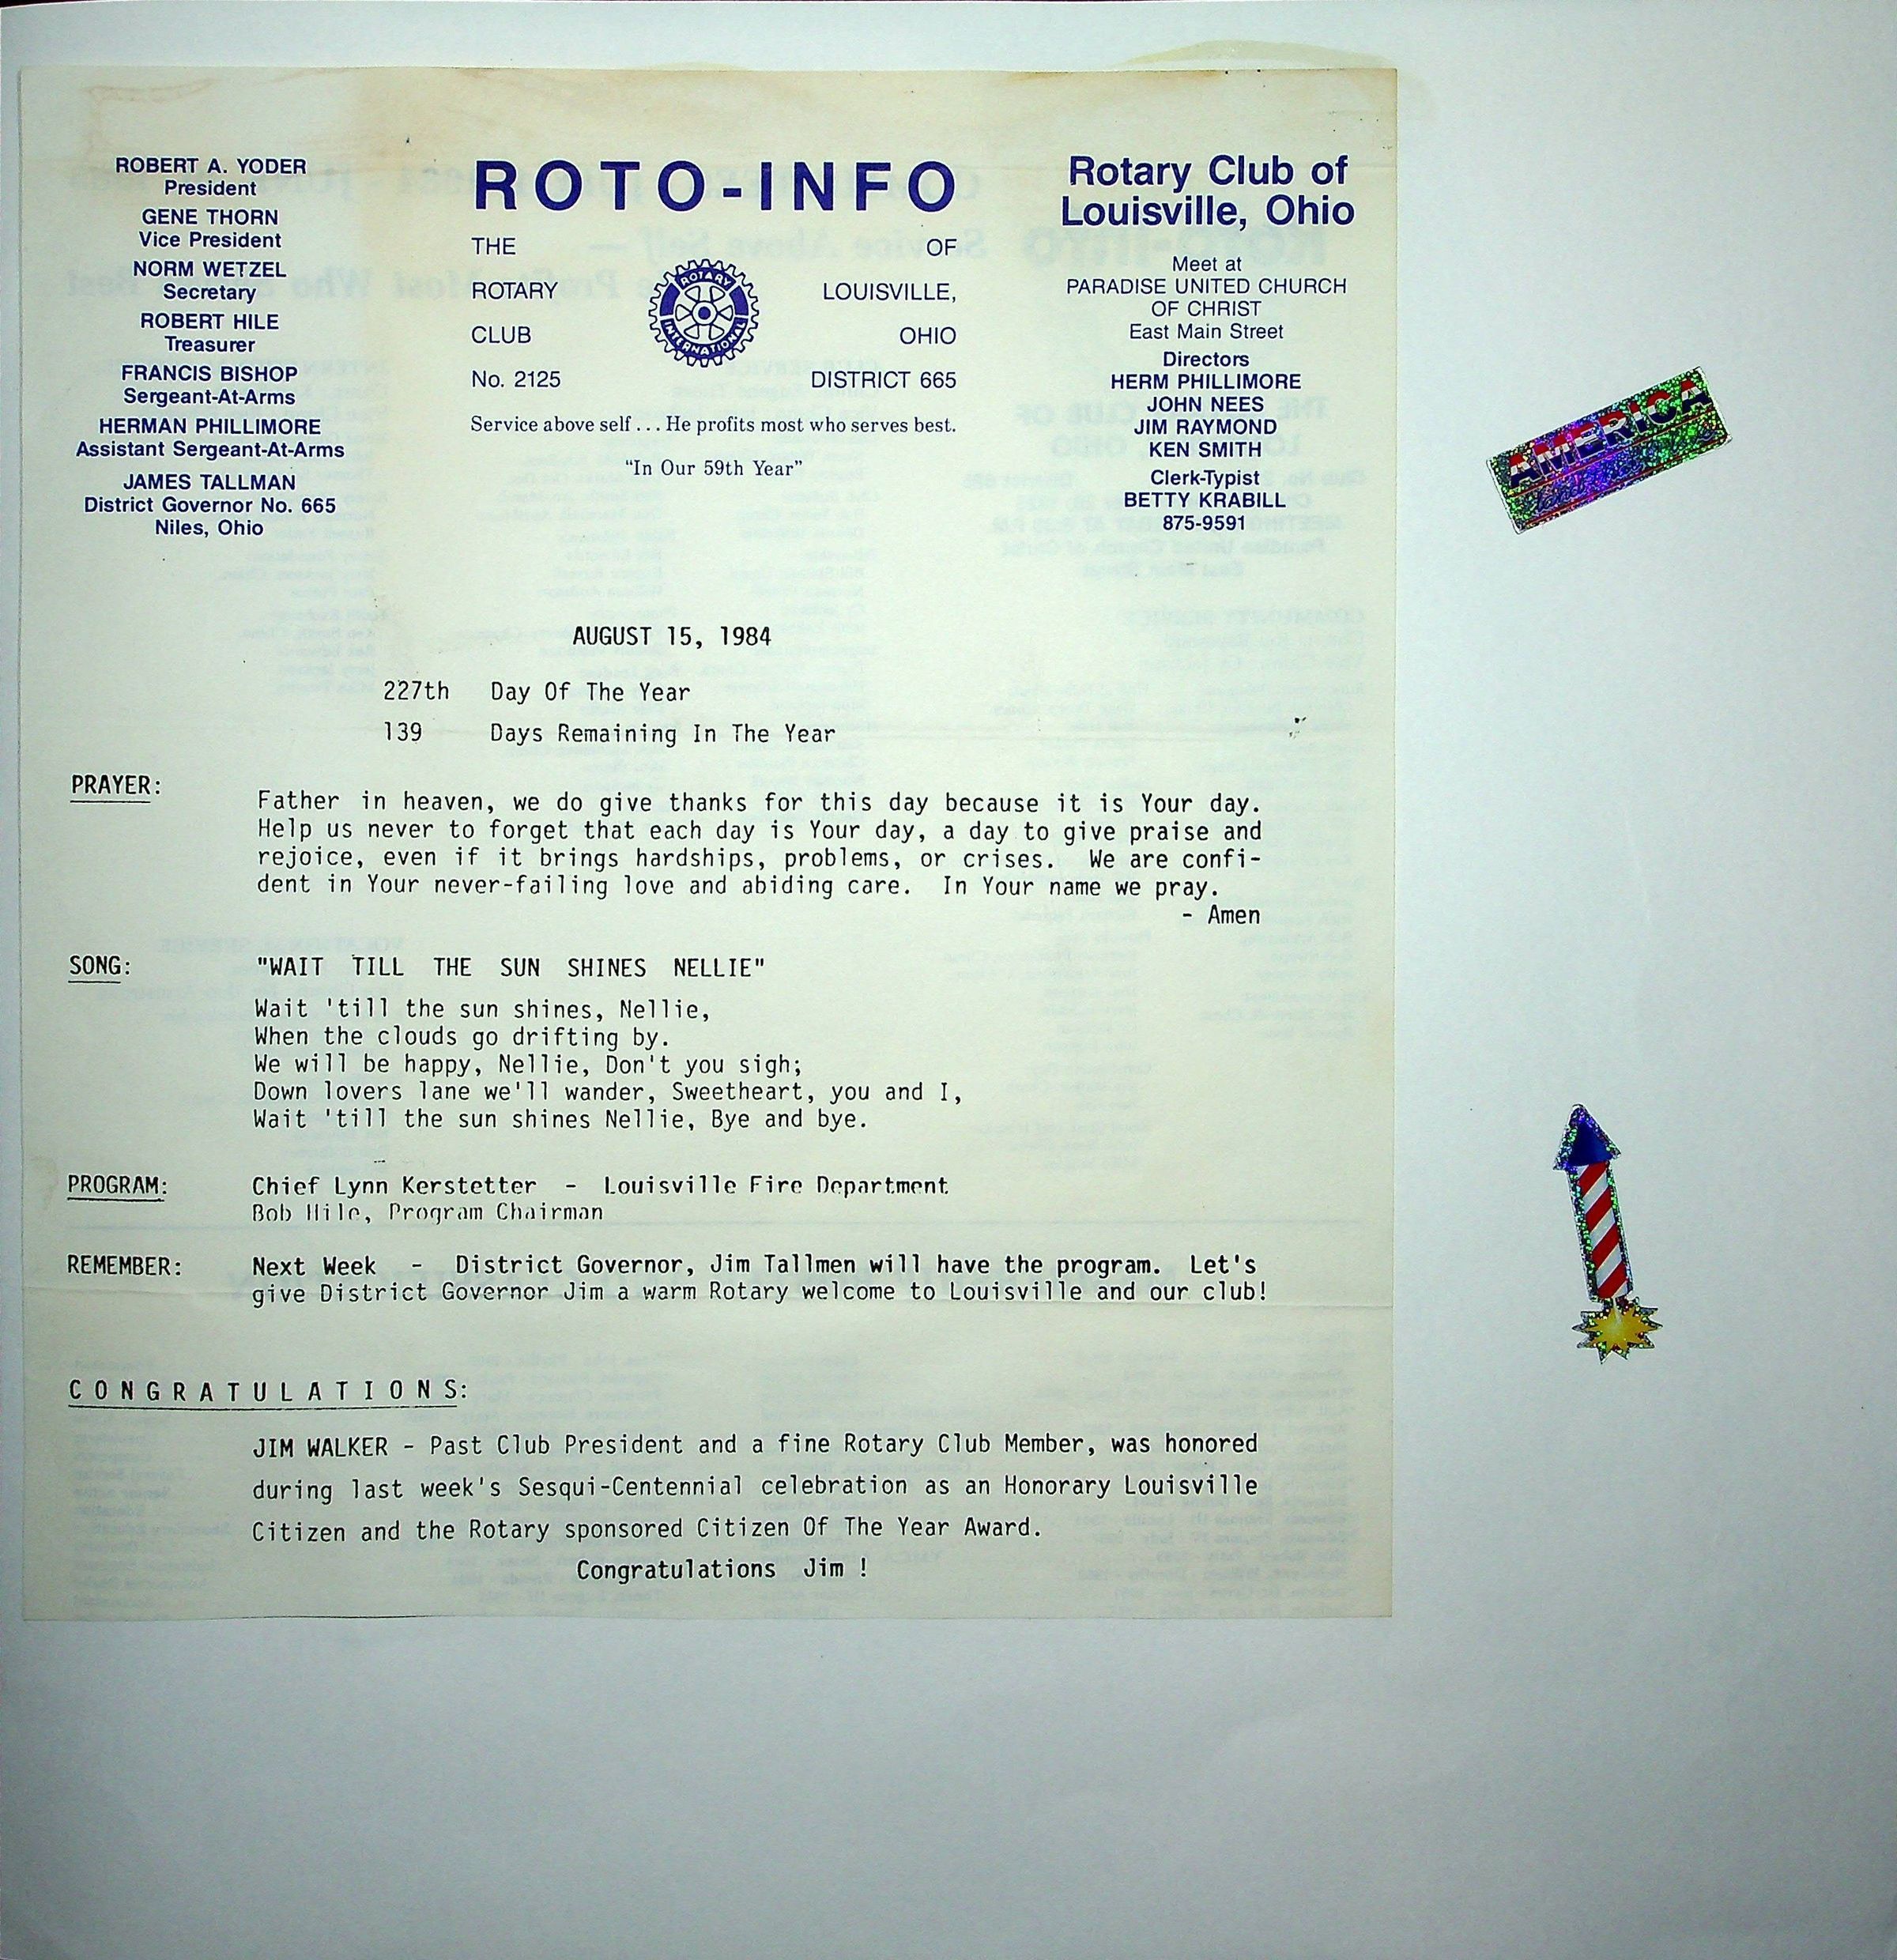 ROBERT A. YODER
President
GENE THORN
Vice President
NORM WETZEL
Secretary
ROBERT HILE
Treasurer
FRANCIS BISHOP
Sergeant-At-Arms
HERMAN PHILLIMORE
Assistant Sergeant-At-Arms
JAMES TALLMAN
District Governor No. 665
Niles, Ohio
ROTO-INFO
THE OF
ROTARY LOUISVILLE,
CLUB OHIO
No. 2125 DISTRICT 665
ROTARY
INTERNATIONAL
Service above self . . . He profits most who serves best.
“In Our 59th Year”
Rotary Club of
Louisville, Ohio
Meet at
PARADISE UNITED CHURCH
OF CHRIST
East Main Street
Directors
HERM PHILLIMORE
JOHN NEES
JIM RAYMOND
KEN SMITH
Clerk-Typist
BETTY KRABILL
875-9591
AMERICA
AUGUST 15, 1984
227th Day Of The Year
139 Days Remaining In The Year
PRAYER:
Father in heaven, we do give thanks for this day because it is Your day.
Help us never to forget that each day is Your day, a day to give praise and
rejoice, even if it brings hardships, problems, or crises. We are confi-
dent in Your never-failing love and abiding care. In Your name we pray.
- Amen
SONG: "WAIT TILL THE SUN SHINES NELLIE"
Wait 'till the sun shines, Nellie,
When the clouds go drifting by.
We will be happy, Nellie, Don't you sigh;
Down lovers lane we'll wander, Sweetheart, you and I,
Wait 'till the sun shines Nellie, Bye and bye.
PROGRAM: Chief Lynn Kerstetter - Louisville Fire Department
Bob Hile, Program Chairman
REMEMBER: Next Week - District Governor, Jim Tallmen will have the program. Let's
give District Governor Jim a warm Rotary welcome to Louisville and our club!
CONGRATULATIONS:
JIM WALKER - Past Club President and a fine Rotary Club Member, was honored
during last week's Sesqui-Centennial celebration as an Honorary Louisville
Citizen and the Rotary sponsored Citizen Of The Year Award.
Congratulations Jim !